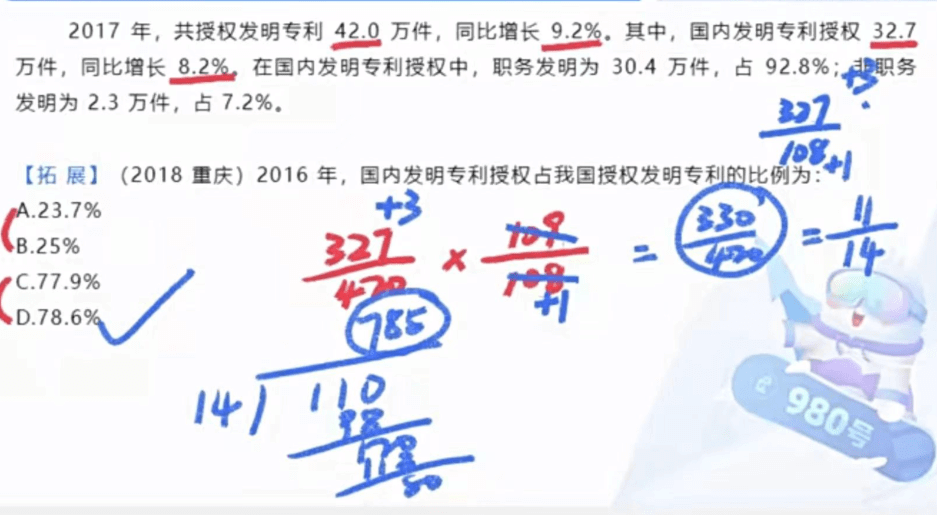 2017 年，共授权发明专利 42.0 万件，同比增长 9.2%。其中，国内发明专利授权 32.7
万件，同比增长 8.2%。在国内发明专利授权中，职务发明为 30.4 万件，占 92.8%；非职务
发明为 2.3 万件，占 7.2%。
+3
327
108+1
【拓 展】（2018 重庆）2016 年，国内发明专利授权占我国授权发明专利的比例为：
A.23.7%
B.25%
C.77.9%
D.78.6%
+3
327 × 109 = 330 = 11
420 108 420 14
+1
785
14 110
98
120
112
80
980号